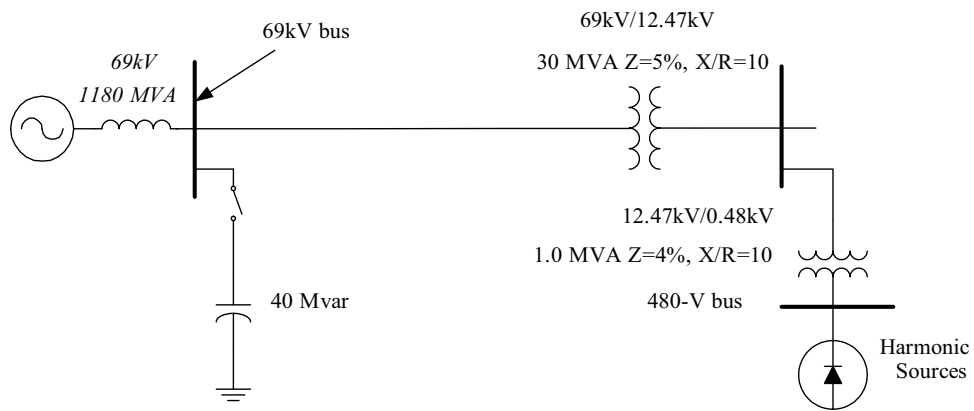 69kV/12.47kV
69kV bus
69kV
1180 MVA
30 MVA Z=5%, X/R=10
12.47kV/0.48kV
1.0 MVA Z=4%, X/R=10
40 Mvar
480-V bus
Harmonic
Sources